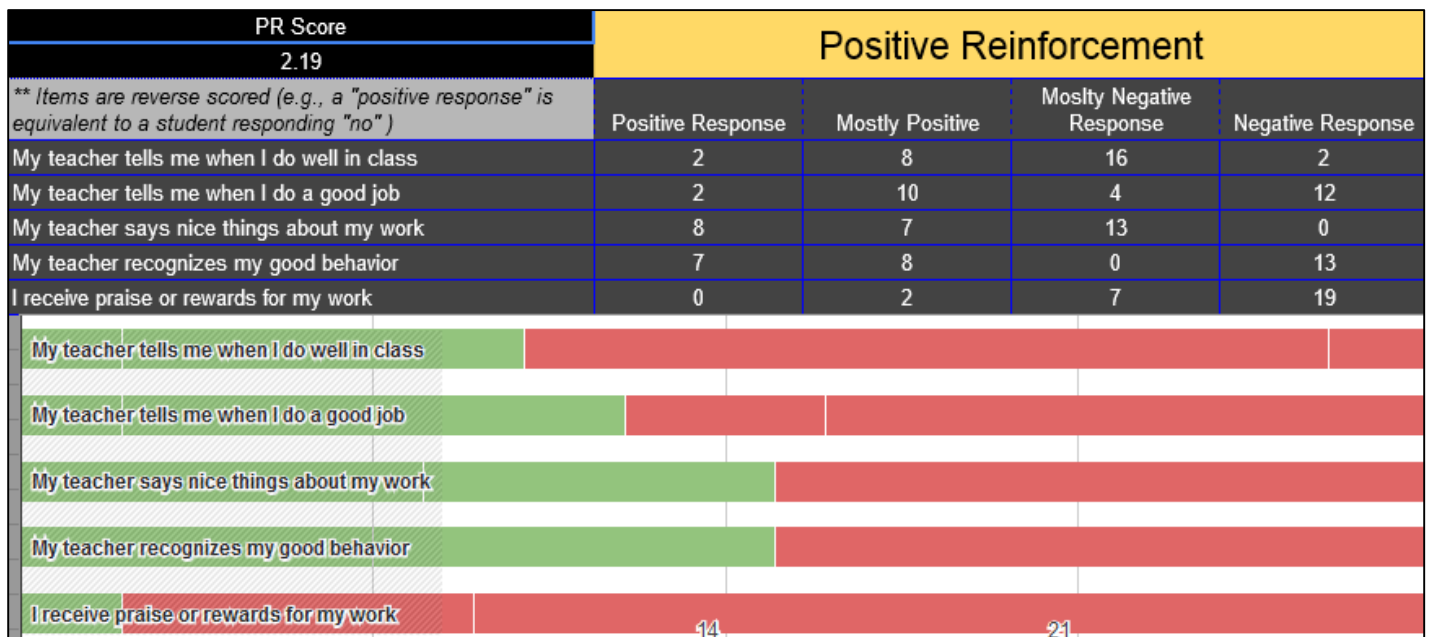 PR Score
Positive Reinforcement
2.19
** Items are reverse scored (e.g., a "positive response" is
equivalent to a student responding "no" )
Positive Response Mostly Positive Moslty Negative Response Negative Response
My teacher tells me when I do well in class 2 8 16 2
My teacher tells me when I do a good job 2 10 4 12
My teacher says nice things about my work 8 7 13 0
My teacher recognizes my good behavior 7 8 0 13
I receive praise or rewards for my work 0 2 7 19
My teacher tells me when I do well in class
My teacher tells me when I do a good job
My teacher says nice things about my work
My teacher recognizes my good behavior
I receive praise or rewards for my work
14 21